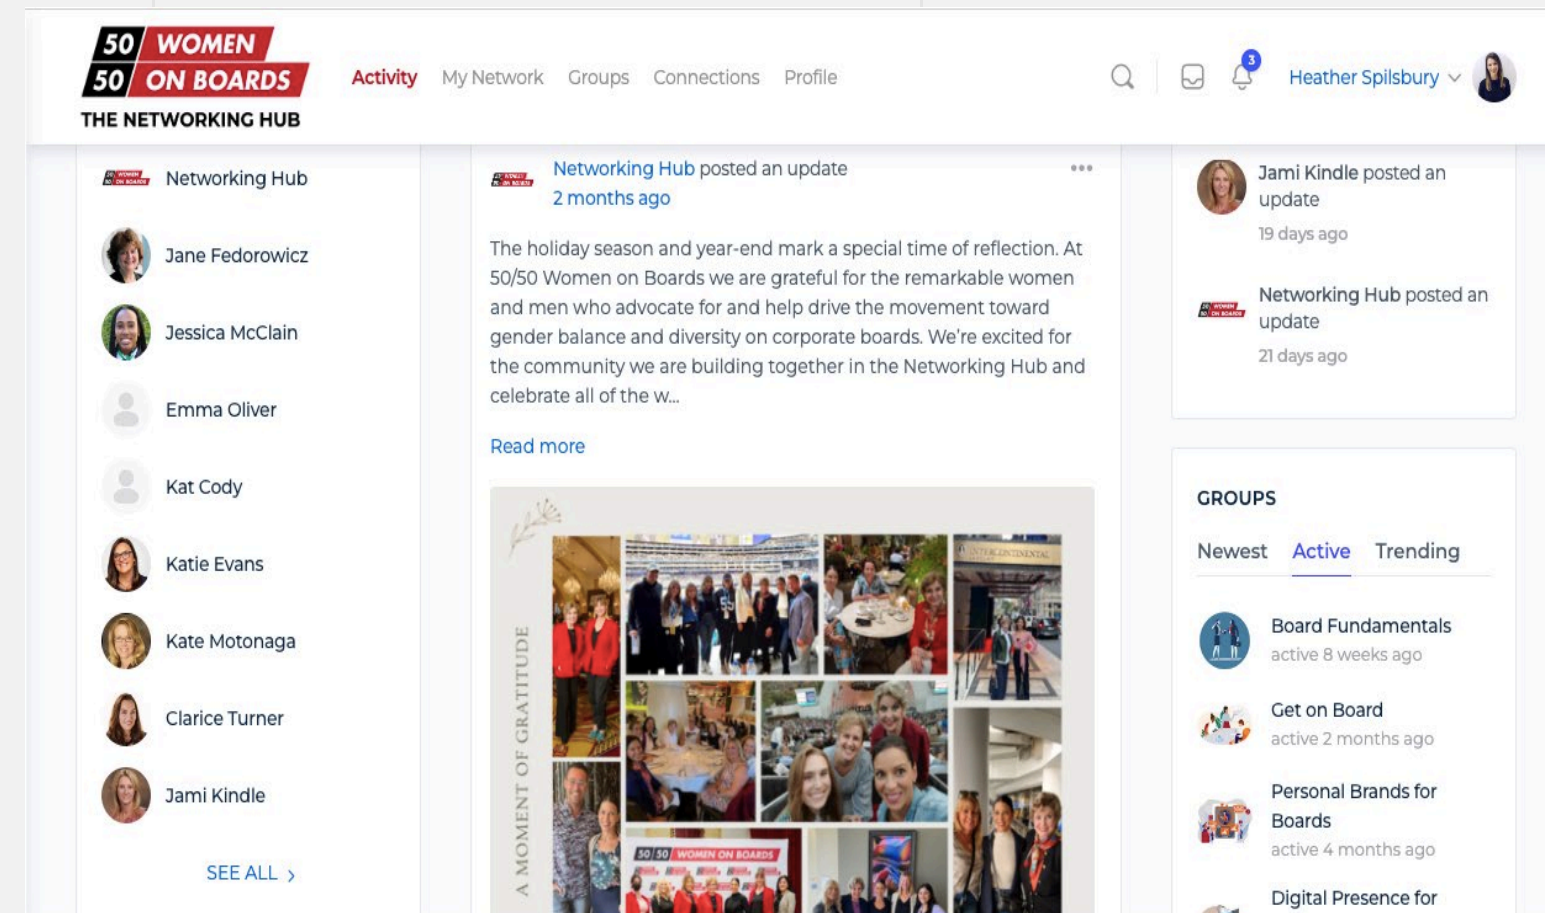 50 WOMEN
50 ON BOARDS
THE NETWORKING HUB
Activity
My Network
Groups
Connections
Profile
3
Heather Spilsbury
Networking Hub
Jane Fedorowicz
Jessica McClain
Emma Oliver
Kat Cody
Katie Evans
Kate Motonaga
Clarice Turner
Jami Kindle
SEE ALL
Networking Hub posted an update
2 months ago
The holiday season and year-end mark a special time of reflection. At
50/50 Women on Boards we are grateful for the remarkable women
and men who advocate for and help drive the movement toward
gender balance and diversity on corporate boards. We're excited for
the community we are building together in the Networking Hub and
celebrate all of the w...
Read more
A MOMENT OF GRATITUDE
INTERCONTINENTAL
55
50/50 WOMEN ON BOARDS
Jami Kindle posted an
update
19 days ago
Networking Hub posted an
update
21 days ago
GROUPS
Newest
Active
Trending
Board Fundamentals
active 8 weeks ago
Get on Board
active 2 months ago
Personal Brands for
Boards
active 4 months ago
Digital Presence for